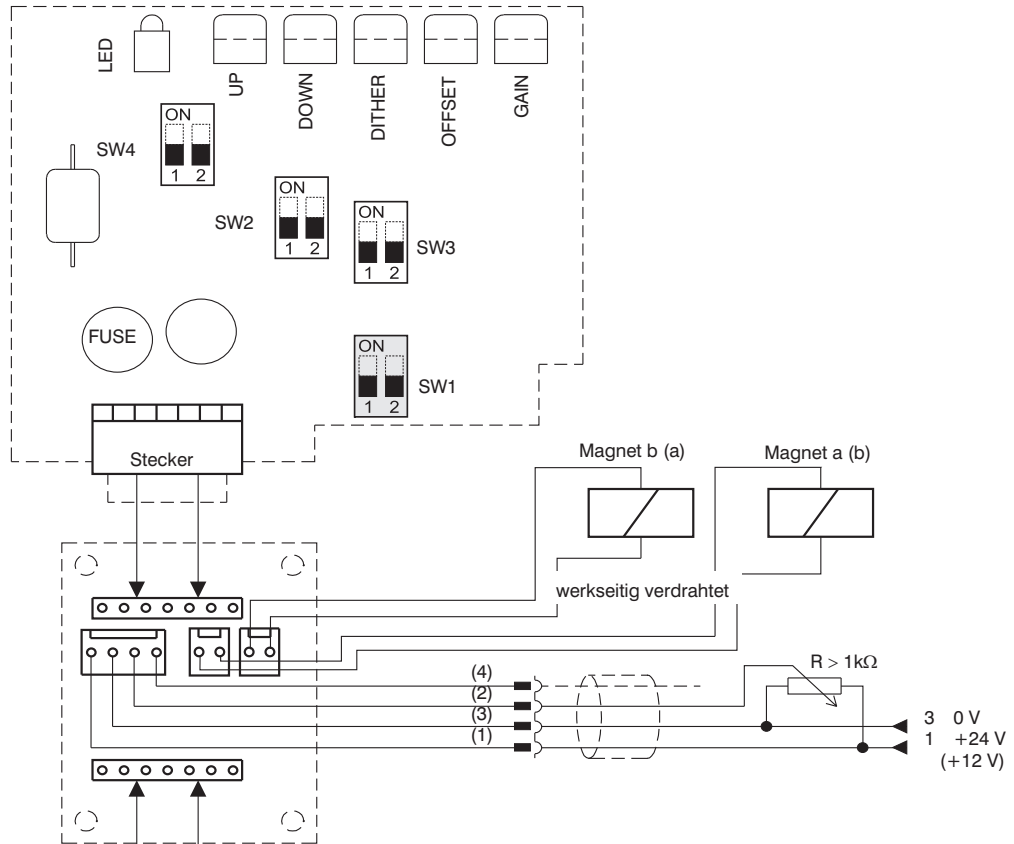 LED
UP
DOWN
DITHER
OFFSET
GAIN
ON
1 2
SW4
ON
1 2
SW2
ON
1 2
SW3
FUSE
ON
1 2
SW1
Stecker
Magnet b (a)
Magnet a (b)
werkseitig verdrahtet
R > 1kΩ
(4)
(2)
(3)
(1)
3 0 V
1 +24 V
(+12 V)